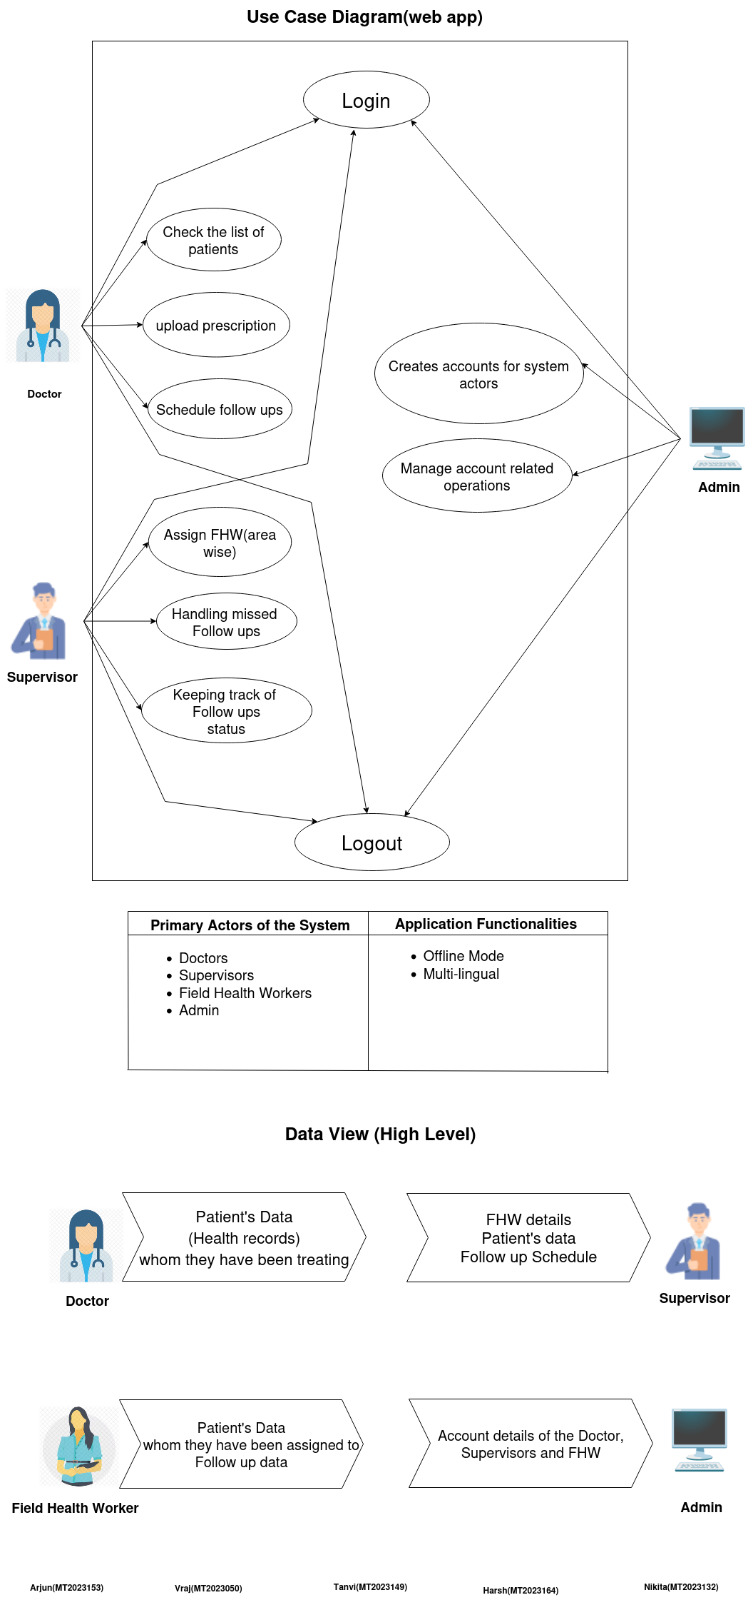 Use Case Diagram(web app)
Login
Check the list of
patients
upload prescription
Doctor
Schedule follow ups
Creates accounts for system
actors
Manage account related
operations
Admin
Assign FHW(area
wise)
Handling missed
Follow ups
Supervisor
Keeping track of
Follow ups
status
Logout
Primary Actors of the System
Doctors
Supervisors
Field Health Workers
Admin
Application Functionalities
Offline Mode
Multi-lingual
Data View (High Level)
Patient's Data
(Health records)
whom they have been treating
Doctor
FHW details
Patient's data
Follow up Schedule
Supervisor
Patient's Data
whom they have been assigned to
Follow up data
Field Health Worker
Account details of the Doctor,
Supervisors and FHW
Admin
Arjun(MT2023153)
Vraj(MT2023050)
Tanvi(MT2023149)
Harsh(MT2023164)
Nikita(MT2023132)